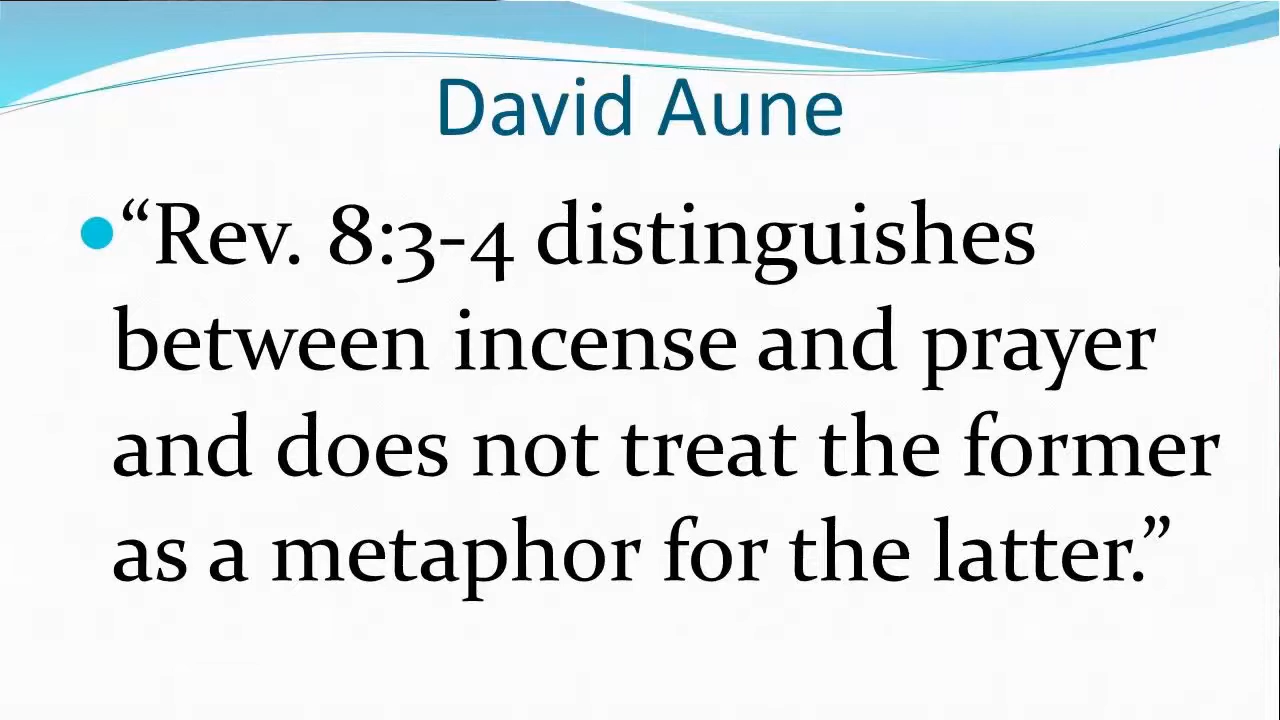 David Aune
•“Rev. 8:3-4 distinguishes
between incense and prayer
and does not treat the former
as a metaphor for the latter.”